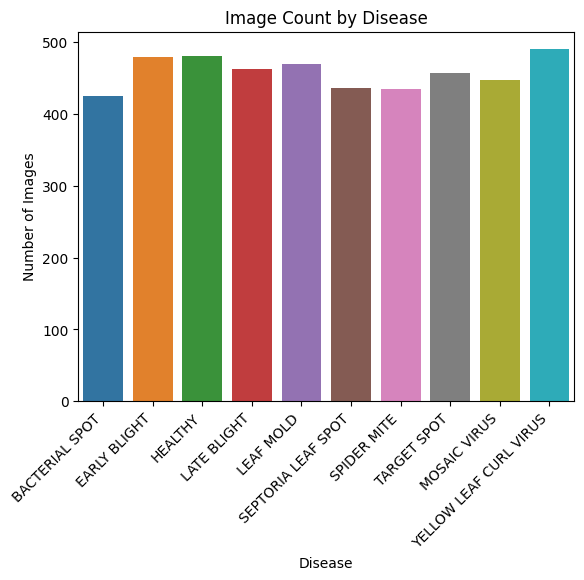 Image Count by Disease
Number of Images
500
400
300
200
100
0
BACTERIAL SPOT
EARLY BLIGHT
HEALTHY
LATE BLIGHT
LEAF MOLD
SEPTORIA LEAF SPOT
SPIDER MITE
TARGET SPOT
MOSAIC VIRUS
YELLOW LEAF CURL VIRUS
Disease